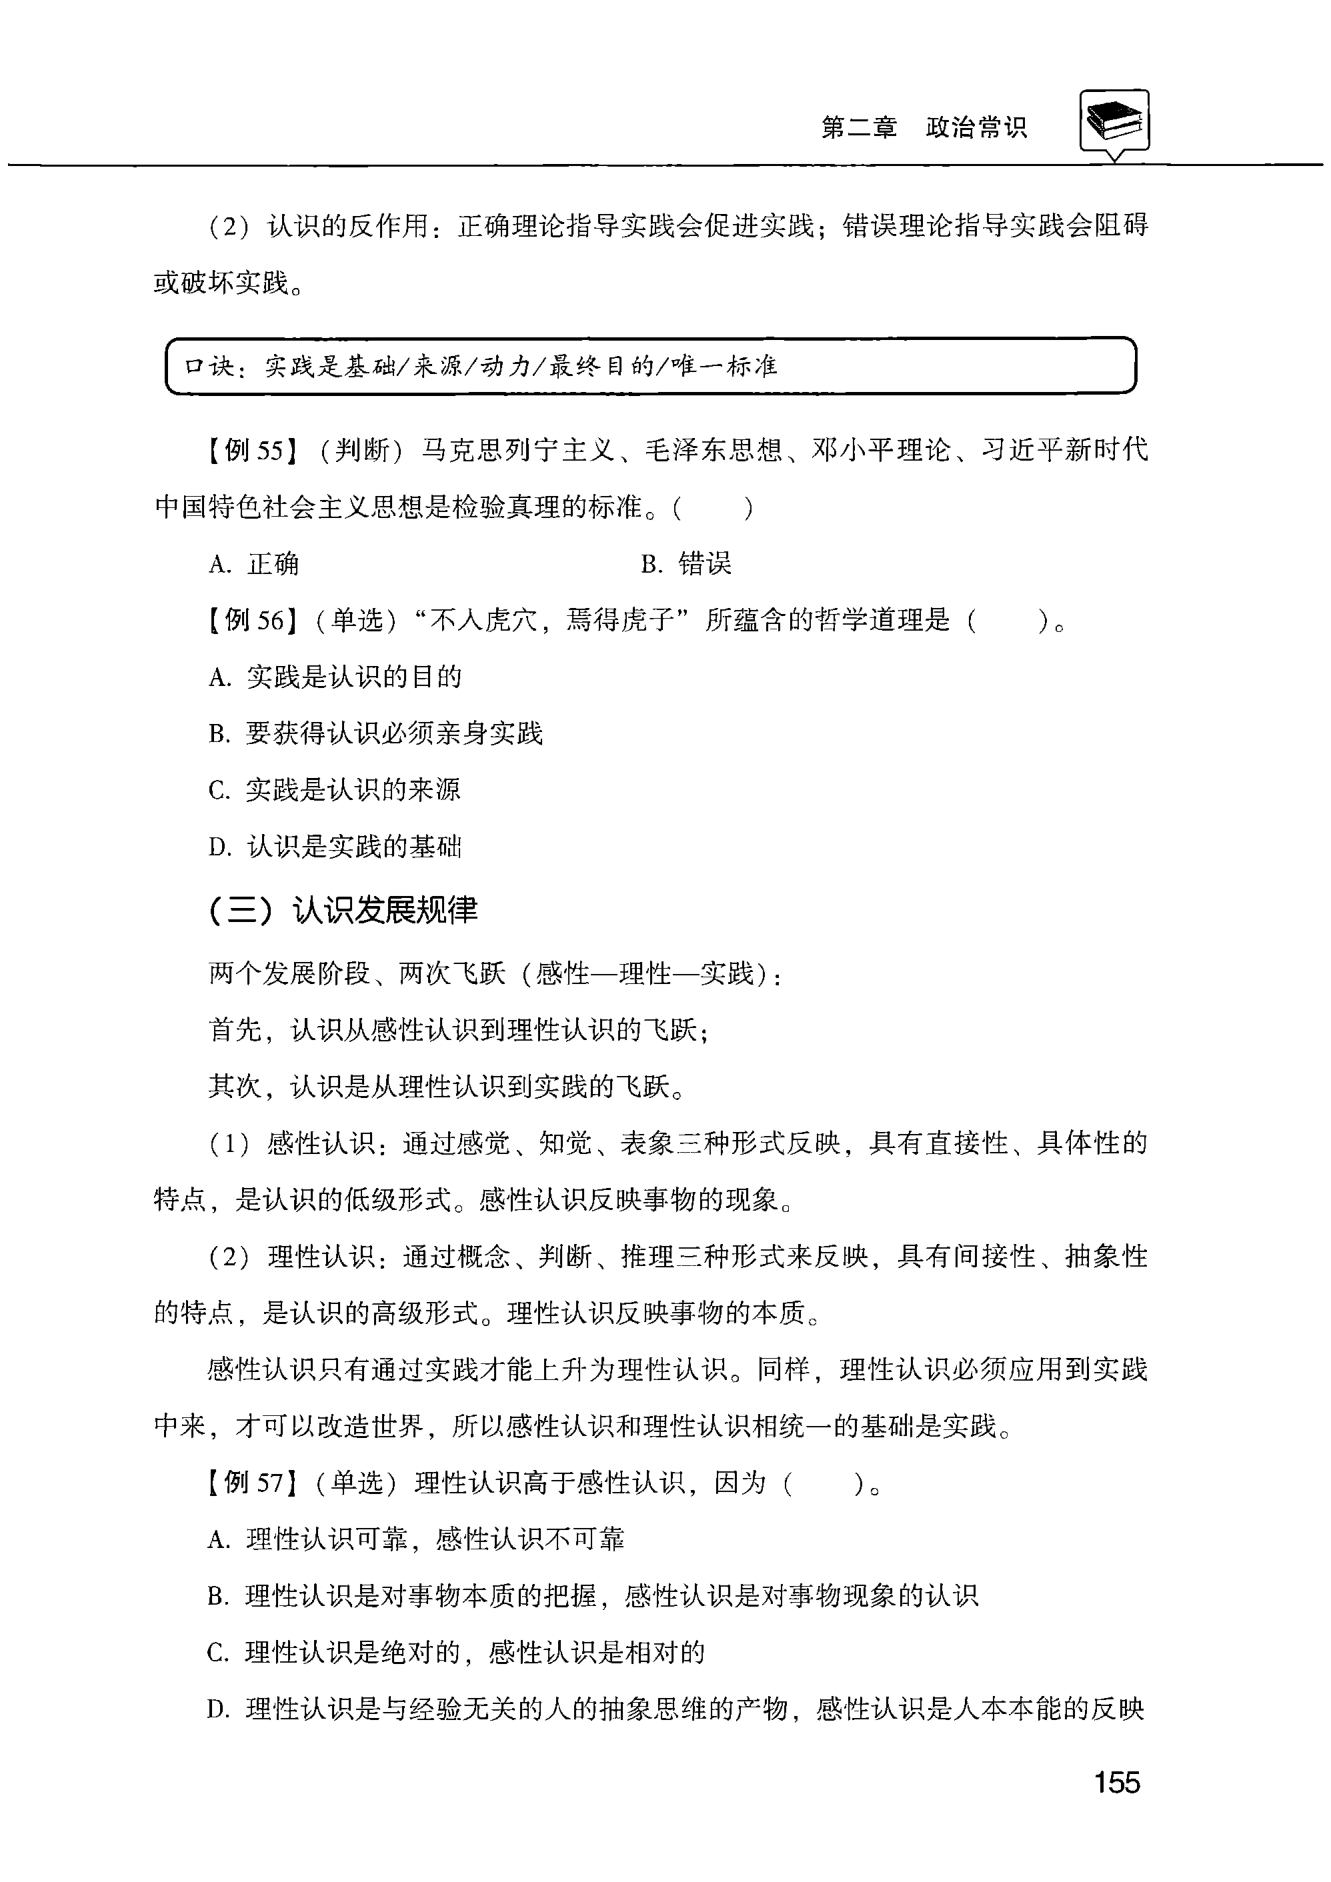 第二章 政治常识
(2) 认识的反作用：正确理论指导实践会促进实践；错误理论指导实践会阻碍
或破坏实践。
口诀：实践是基础/来源/动力/最终目的/唯一标准
【例 55】(判断) 马克思列宁主义、毛泽东思想、邓小平理论、习近平新时代
中国特色社会主义思想是检验真理的标准。(　　)
A. 正确　　B. 错误
【例 56】(单选) “不入虎穴，焉得虎子” 所蕴含的哲学道理是 (　　)。
A. 实践是认识的目的
B. 要获得认识必须亲身实践
C. 实践是认识的来源
D. 认识是实践的基础
(三) 认识发展规律
两个发展阶段、两次飞跃 (感性—理性—实践)：
首先，认识从感性认识到理性认识的飞跃；
其次，认识是从理性认识到实践的飞跃。
(1) 感性认识：通过感觉、知觉、表象三种形式反映，具有直接性、具体性的
特点，是认识的低级形式。感性认识反映事物的现象。
(2) 理性认识：通过概念、判断、推理三种形式来反映，具有间接性、抽象性
的特点，是认识的高级形式。理性认识反映事物的本质。
感性认识只有通过实践才能上升为理性认识。同样，理性认识必须应用到实践
中来，才可以改造世界，所以感性认识和理性认识相统一的基础是实践。
【例 57】(单选) 理性认识高于感性认识，因为 (　　)。
A. 理性认识可靠，感性认识不可靠
B. 理性认识是对事物本质的把握，感性认识是对事物现象的认识
C. 理性认识是绝对的，感性认识是相对的
D. 理性认识是与经验无关的人的抽象思维的产物，感性认识是人本本能的反映
155